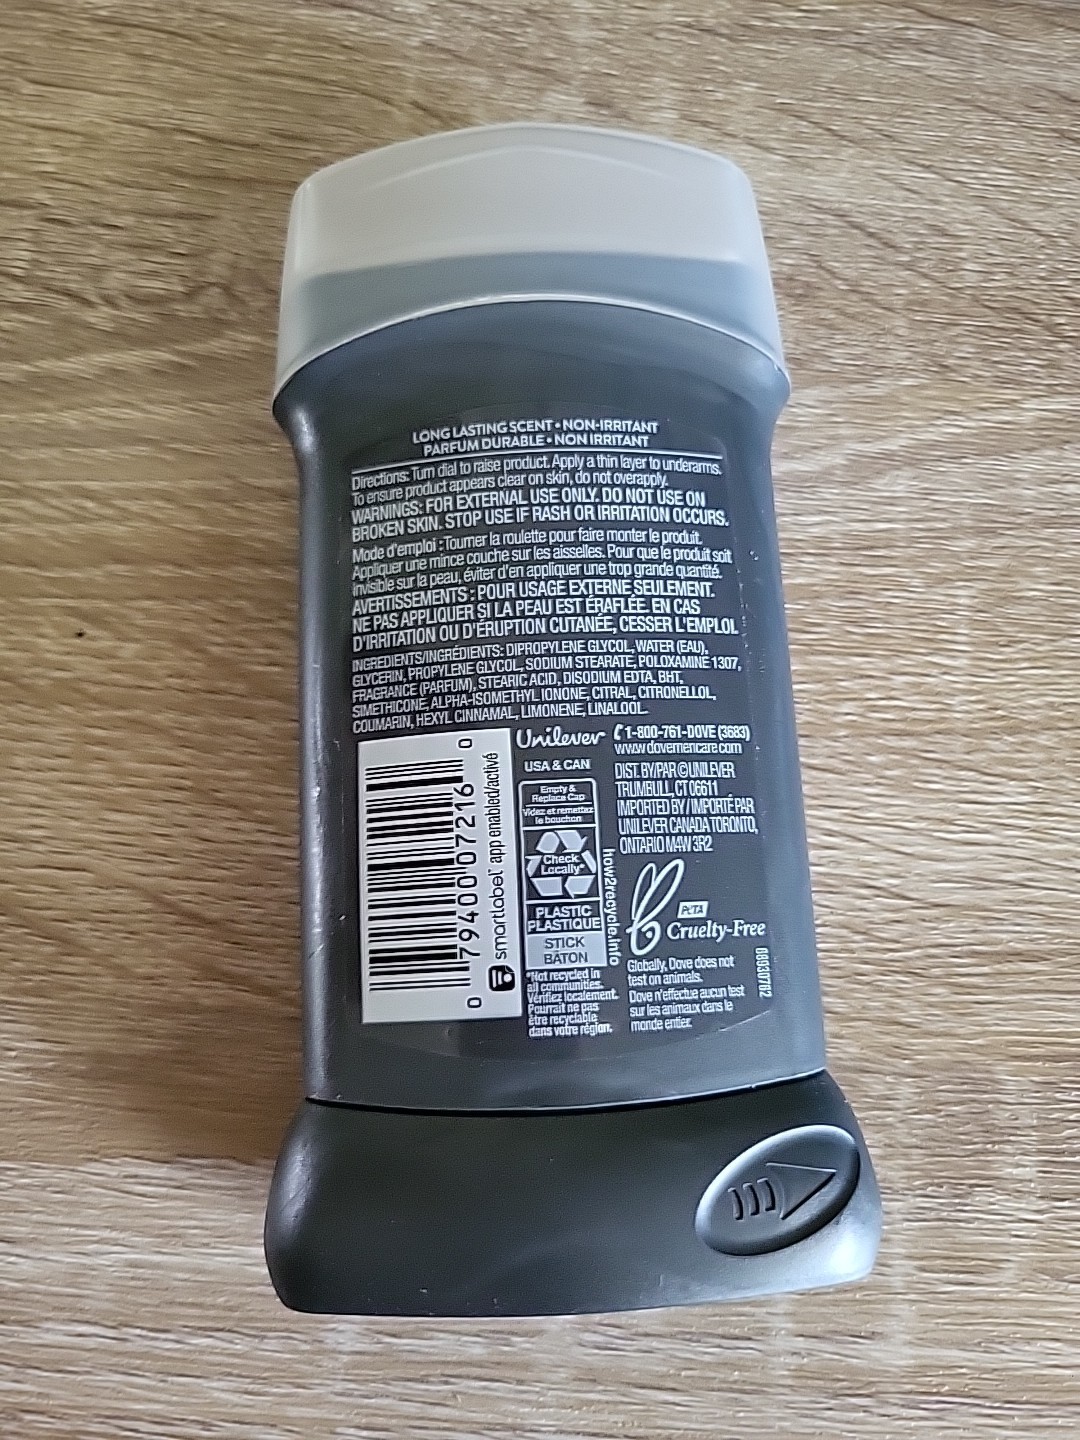 LONG LASTING SCENT • NON-IRRITANT
PARFUM DURABLE • NON IRRITANT
Directions: Turn dial to raise product. Apply a thin layer to underarms.
To ensure product appears clear on skin, do not overapply.
WARNINGS: FOR EXTERNAL USE ONLY. DO NOT USE ON
BROKEN SKIN. STOP USE IF RASH OR IRRITATION OCCURS.
Mode d'emploi : Tourner la roulette pour faire monter le produit.
Appliquer une mince couche sur les aisselles. Pour que le produit soit
invisible sur la peau, éviter d'en appliquer une trop grande quantité.
AVERTISSEMENTS : POUR USAGE EXTERNE SEULEMENT.
NE PAS APPLIQUER SI LA PEAU EST ÉRAFLÉE. EN CAS
D'IRRITATION OU D'ÉRUPTION CUTANÉE, CESSER L'EMPLOI.
INGREDIENTS/INGRÉDIENTS: DIPROPYLENE GLYCOL, WATER (EAU),
GLYCERIN, PROPYLENE GLYCOL, SODIUM STEARATE, POLOXAMINE 1307,
FRAGRANCE (PARFUM), STEARIC ACID, DISODIUM EDTA, BHT,
SIMETHICONE, ALPHA-ISOMETHYL IONONE, CITRAL, CITRONELLOL,
COUMARIN, HEXYL CINNAMAL, LIMONENE, LINALOOL.
0 79400 07216 0
smartlabel™ app enabled/activé
Unilever
USA & CAN
Empty &
Replace Cap
Videz et remettez
le bouchon
Check
Locally*
PLASTIC
PLASTIQUE
STICK
BÂTON
how2recycle.info
*Not recycled in
all communities.
Vérifiez localement.
Pourrait ne pas
être recyclable
dans votre région.
1-800-761-DOVE (3683)
www.dovemencare.com
DIST. BY/PAR © UNILEVER
TRUMBULL, CT 06611
IMPORTED BY / IMPORTÉ PAR
UNILEVER CANADA TORONTO,
ONTARIO M4W 3R2
PETA
Cruelty-Free
Globally, Dove does not
test on animals.
Dove n'effectue aucun test
sur les animaux dans le
monde entier.
68930762